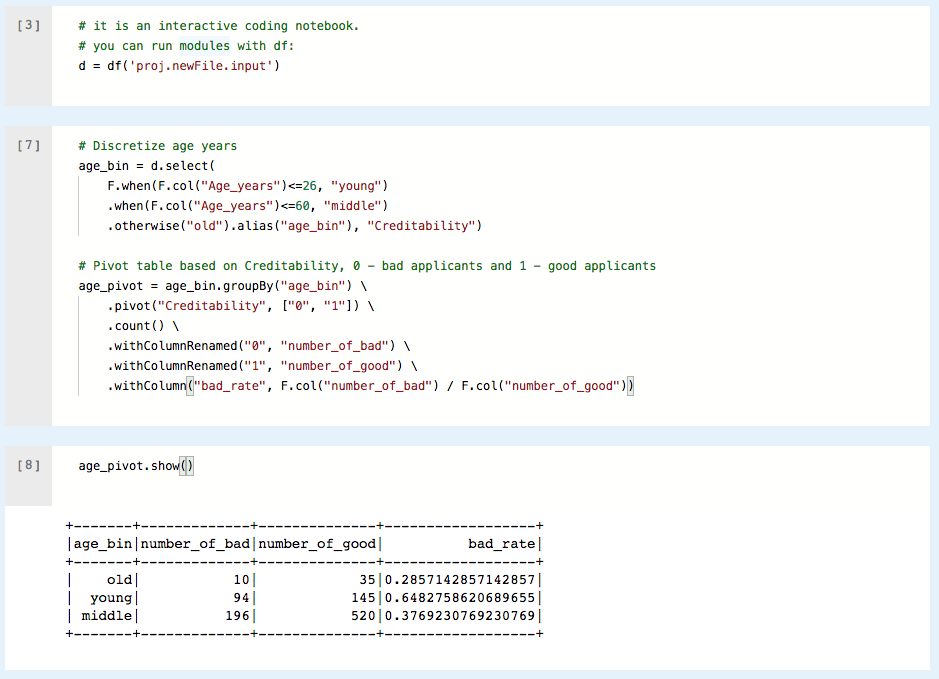 [3]
# it is an interactive coding notebook.
# you can run modules with df:
d = df('proj.newFile.input')
[7]
# Discretize age years
age_bin = d.select(
    F.when(F.col("Age_years")<=26, "young")
    .when(F.col("Age_years")<=60, "middle")
    .otherwise("old").alias("age_bin"), "Creditability")
# Pivot table based on Creditability, 0 – bad applicants and 1 – good applicants
age_pivot = age_bin.groupBy("age_bin") \
    .pivot("Creditability", ["0", "1"]) \
    .count() \
    .withColumnRenamed("0", "number_of_bad") \
    .withColumnRenamed("1", "number_of_good") \
    .withColumn("bad_rate", F.col("number_of_bad") / F.col("number_of_good"))
[8]
age_pivot.show()
+-------+-------------+--------------+------------------+
|age_bin|number_of_bad|number_of_good|          bad_rate|
+-------+-------------+--------------+------------------+
|    old|           10|            35|0.2857142857142857|
|  young|           94|           145|0.6482758620689655|
| middle|          196|           520|0.3769230769230769|
+-------+-------------+--------------+------------------+